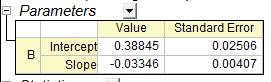 Parameters
Value Standard Error
B Intercept 0.38845 0.02506
Slope -0.03346 0.00407